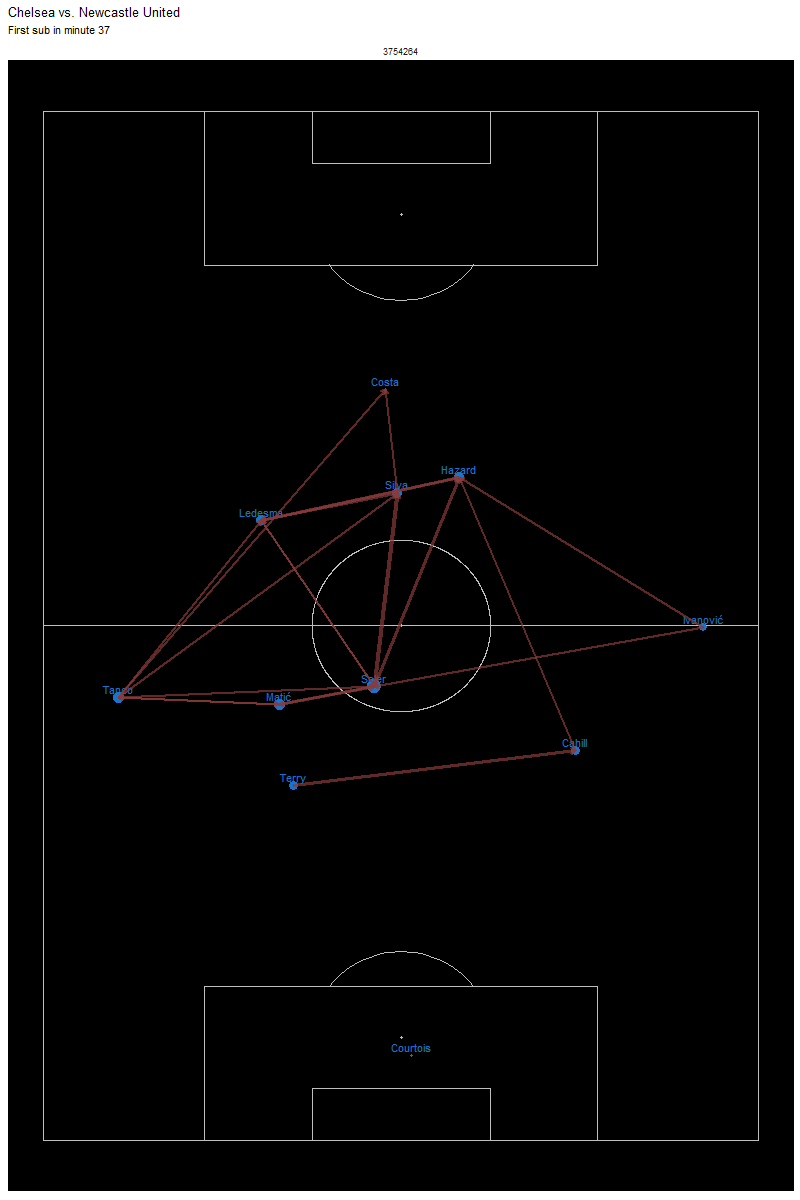 Chelsea vs. Newcastle United
First sub in minute 37
3754264
Costa
Hazard
Silva
Ledesma
Ivanović
Soler
Tanco
Matić
Cahill
Terry
Courtois